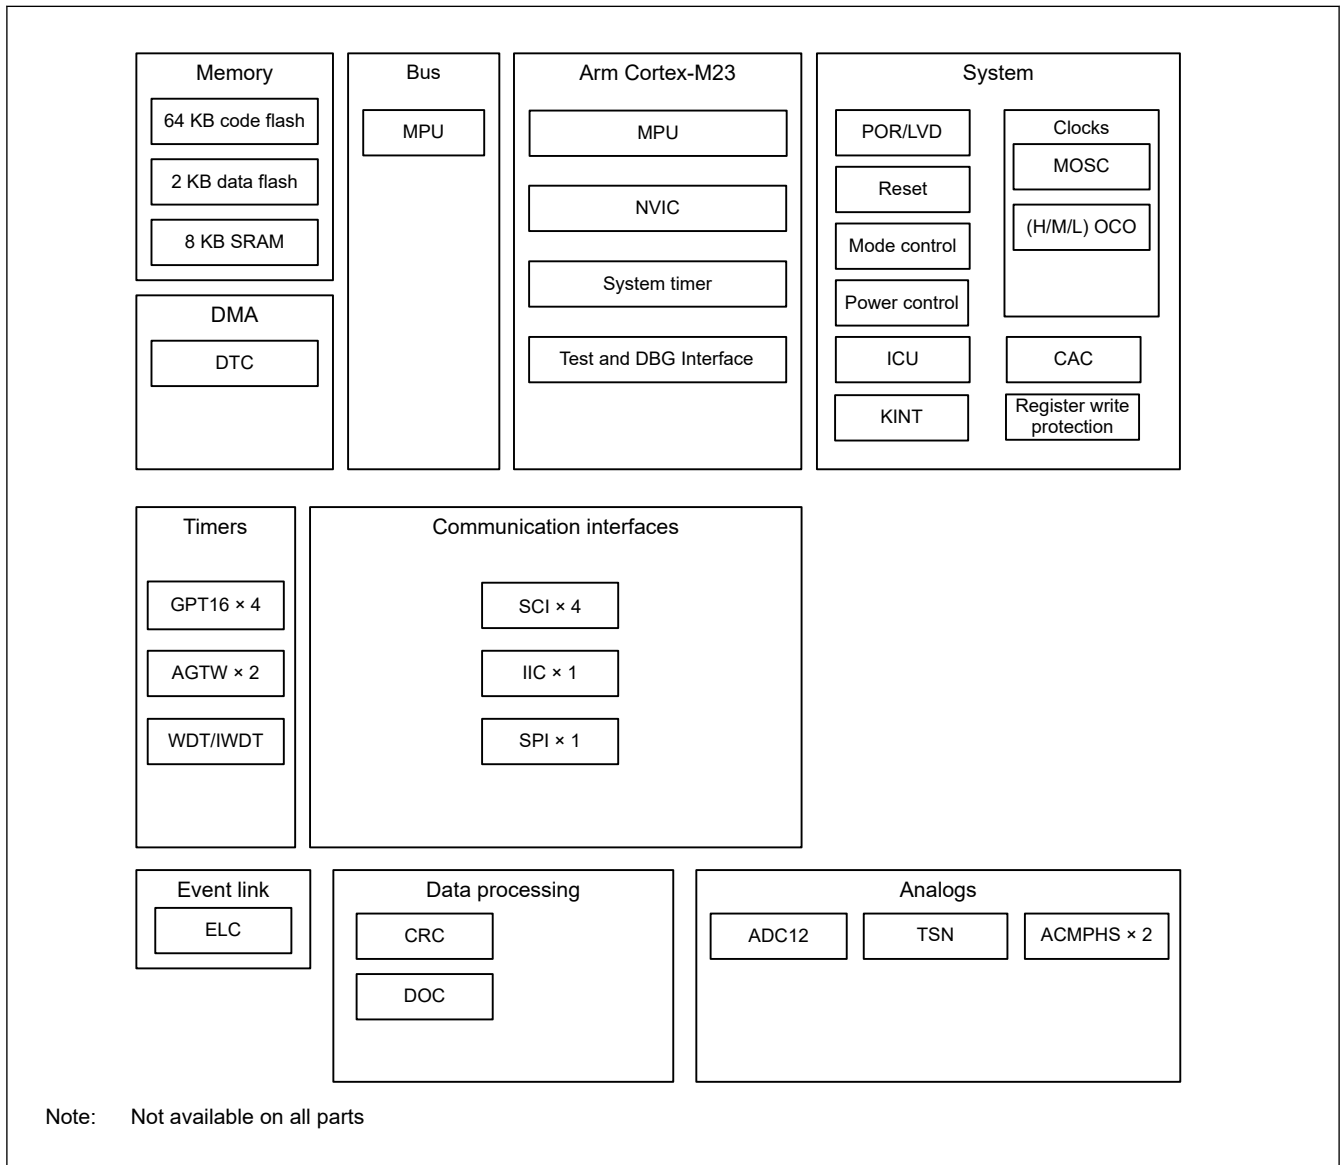 Memory
64 KB code flash
2 KB data flash
8 KB SRAM
DMA
DTC
Bus
MPU
Arm Cortex-M23
MPU
NVIC
System timer
Test and DBG Interface
System
POR/LVD
Reset
Mode control
Power control
ICU
KINT
Clocks
MOSC
(H/M/L) OCO
CAC
Register write
protection
Timers
GPT16 × 4
AGTW × 2
WDT/IWDT
Communication interfaces
SCI × 4
IIC × 1
SPI × 1
Event link
ELC
Data processing
CRC
DOC
Analogs
ADC12
TSN
ACMPHS × 2
Note: Not available on all parts